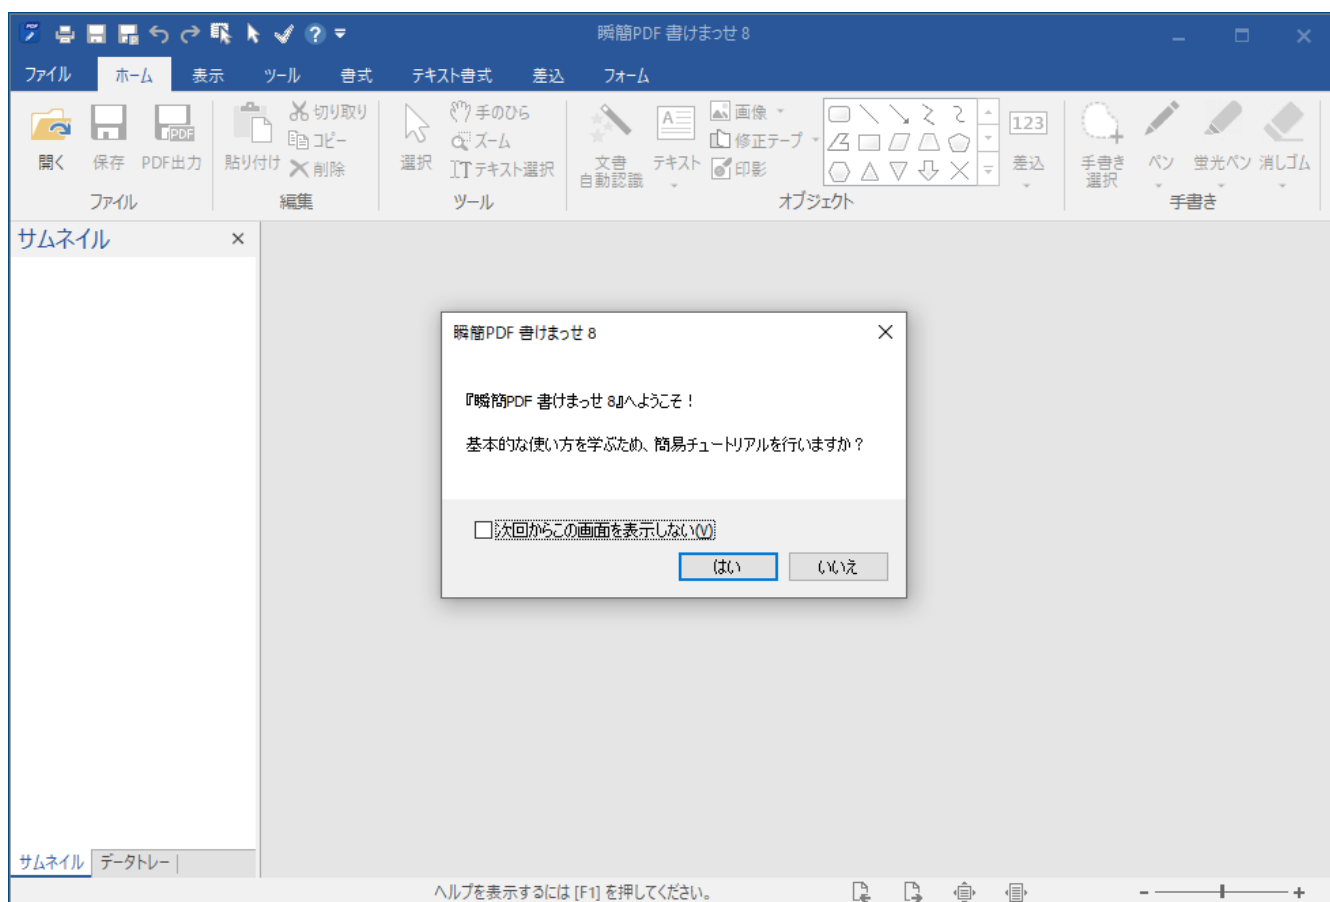 瞬簡PDF 書けまっせ 8
ファイル ホーム 表示 ツール 書式 テキスト書式 差込 フォーム
開く
保存
PDF出力
ファイル
貼り付け
切り取り
コピー
削除
編集
選択
手のひら
ズーム
テキスト選択
ツール
文書
自動認識
テキスト
画像
修正テープ
印影
オブジェクト
123
差込
手書き
選択
ペン
蛍光ペン
消しゴム
手書き
サムネイル
瞬簡PDF 書けまっせ 8
『瞬簡PDF 書けまっせ 8』へようこそ！
基本的な使い方を学ぶため、簡易チュートリアルを行いますか？
次回からこの画面を表示しない(V)
はい いいえ
サムネイル データトレー
ヘルプを表示するには [F1] を押してください。